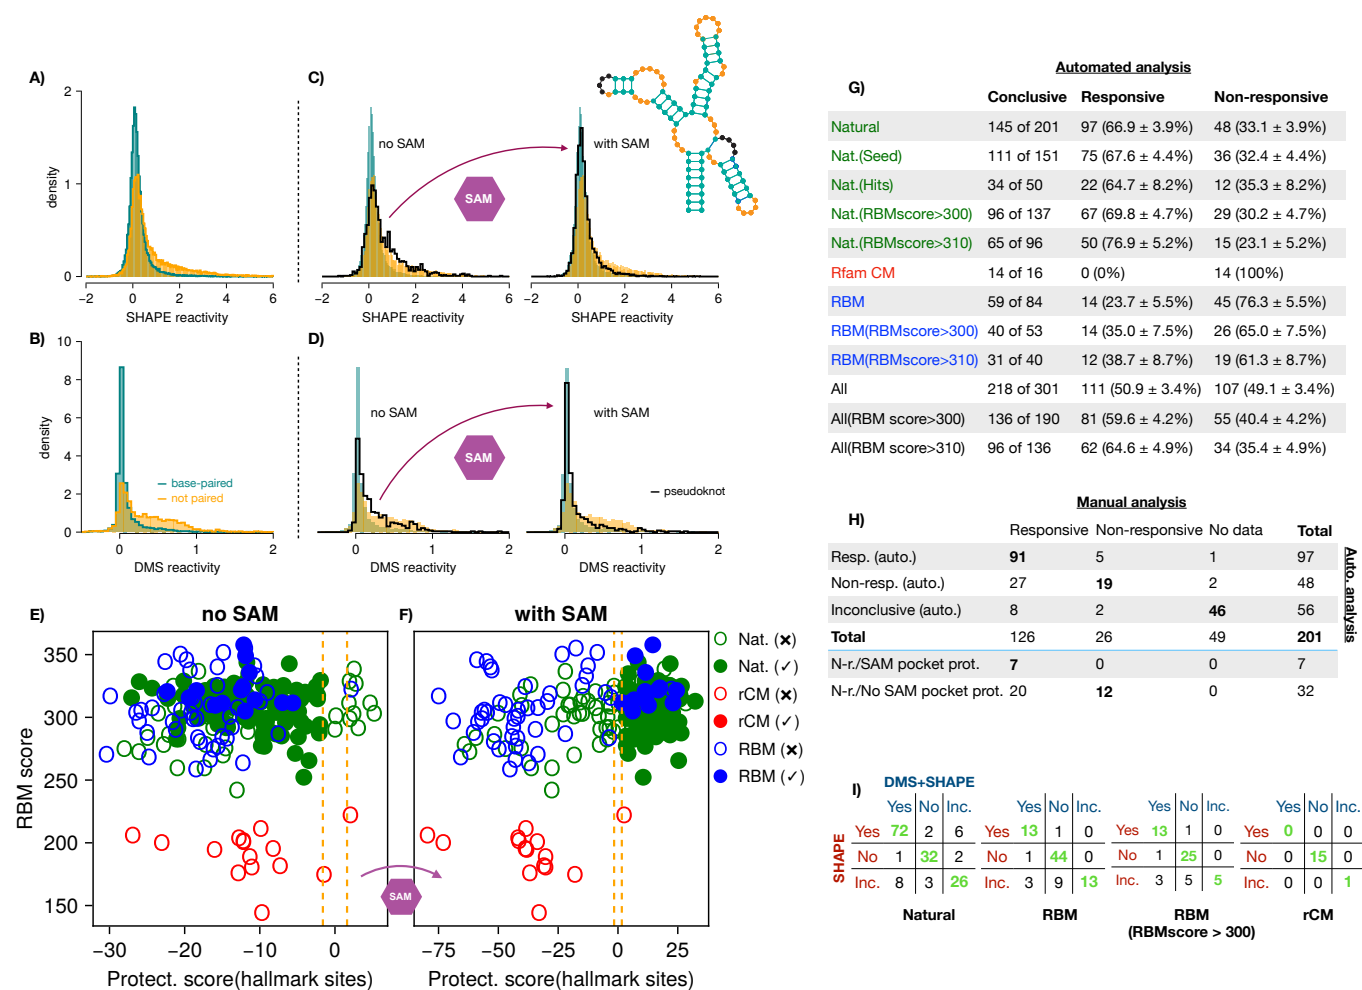 A)
2
1
0
density
−2 0 2 4 6
SHAPE reactivity
B)
10
8
6
4
2
0
density
base-paired
not paired
0 1 2
DMS reactivity
C)
no SAM
SAM
with SAM
−2 0 2 4 6
SHAPE reactivity
−2 0 2 4 6
SHAPE reactivity
D)
no SAM
SAM
with SAM
pseudoknot
0 1 2
DMS reactivity
0 1 2
DMS reactivity
E)
no SAM
RBM score
350
300
250
200
150
−30 −20 −10 0
Protect. score(hallmark sites)
SAM
F)
with SAM
−75 −50 −25 0 25
Protect. score(hallmark sites)
Nat. (×)
Nat. (✓)
rCM (×)
rCM (✓)
RBM (×)
RBM (✓)
Automated analysis
G)
Conclusive Responsive Non-responsive
Natural 145 of 201 97 (66.9 ± 3.9%) 48 (33.1 ± 3.9%)
Nat.(Seed) 111 of 151 75 (67.6 ± 4.4%) 36 (32.4 ± 4.4%)
Nat.(Hits) 34 of 50 22 (64.7 ± 8.2%) 12 (35.3 ± 8.2%)
Nat.(RBMscore>300) 96 of 137 67 (69.8 ± 4.7%) 29 (30.2 ± 4.7%)
Nat.(RBMscore>310) 65 of 96 50 (76.9 ± 5.2%) 15 (23.1 ± 5.2%)
Rfam CM 14 of 16 0 (0%) 14 (100%)
RBM 59 of 84 14 (23.7 ± 5.5%) 45 (76.3 ± 5.5%)
RBM(RBMscore>300) 40 of 53 14 (35.0 ± 7.5%) 26 (65.0 ± 7.5%)
RBM(RBMscore>310) 31 of 40 12 (38.7 ± 8.7%) 19 (61.3 ± 8.7%)
All 218 of 301 111 (50.9 ± 3.4%) 107 (49.1 ± 3.4%)
All(RBM score>300) 136 of 190 81 (59.6 ± 4.2%) 55 (40.4 ± 4.2%)
All(RBM score>310) 96 of 136 62 (64.6 ± 4.9%) 34 (35.4 ± 4.9%)
Manual analysis
H)
Responsive Non-responsive No data Total
Resp. (auto.) 91 5 1 97
Non-resp. (auto.) 27 19 2 48
Inconclusive (auto.) 8 2 46 56
Total 126 26 49 201
N-r./SAM pocket prot. 7 0 0 7
N-r./No SAM pocket prot. 20 12 0 32
Auto. analysis
I)
DMS+SHAPE
SHAPE
Yes No Inc.
Yes 72 2 6
No 1 32 2
Inc. 8 3 26
Natural
Yes No Inc.
Yes 13 1 0
No 1 44 0
Inc. 3 9 13
RBM
Yes No Inc.
Yes 13 1 0
No 1 25 0
Inc. 3 5 5
RBM
(RBMscore > 300)
Yes No Inc.
Yes 0 0 0
No 0 15 0
Inc. 0 0 1
rCM